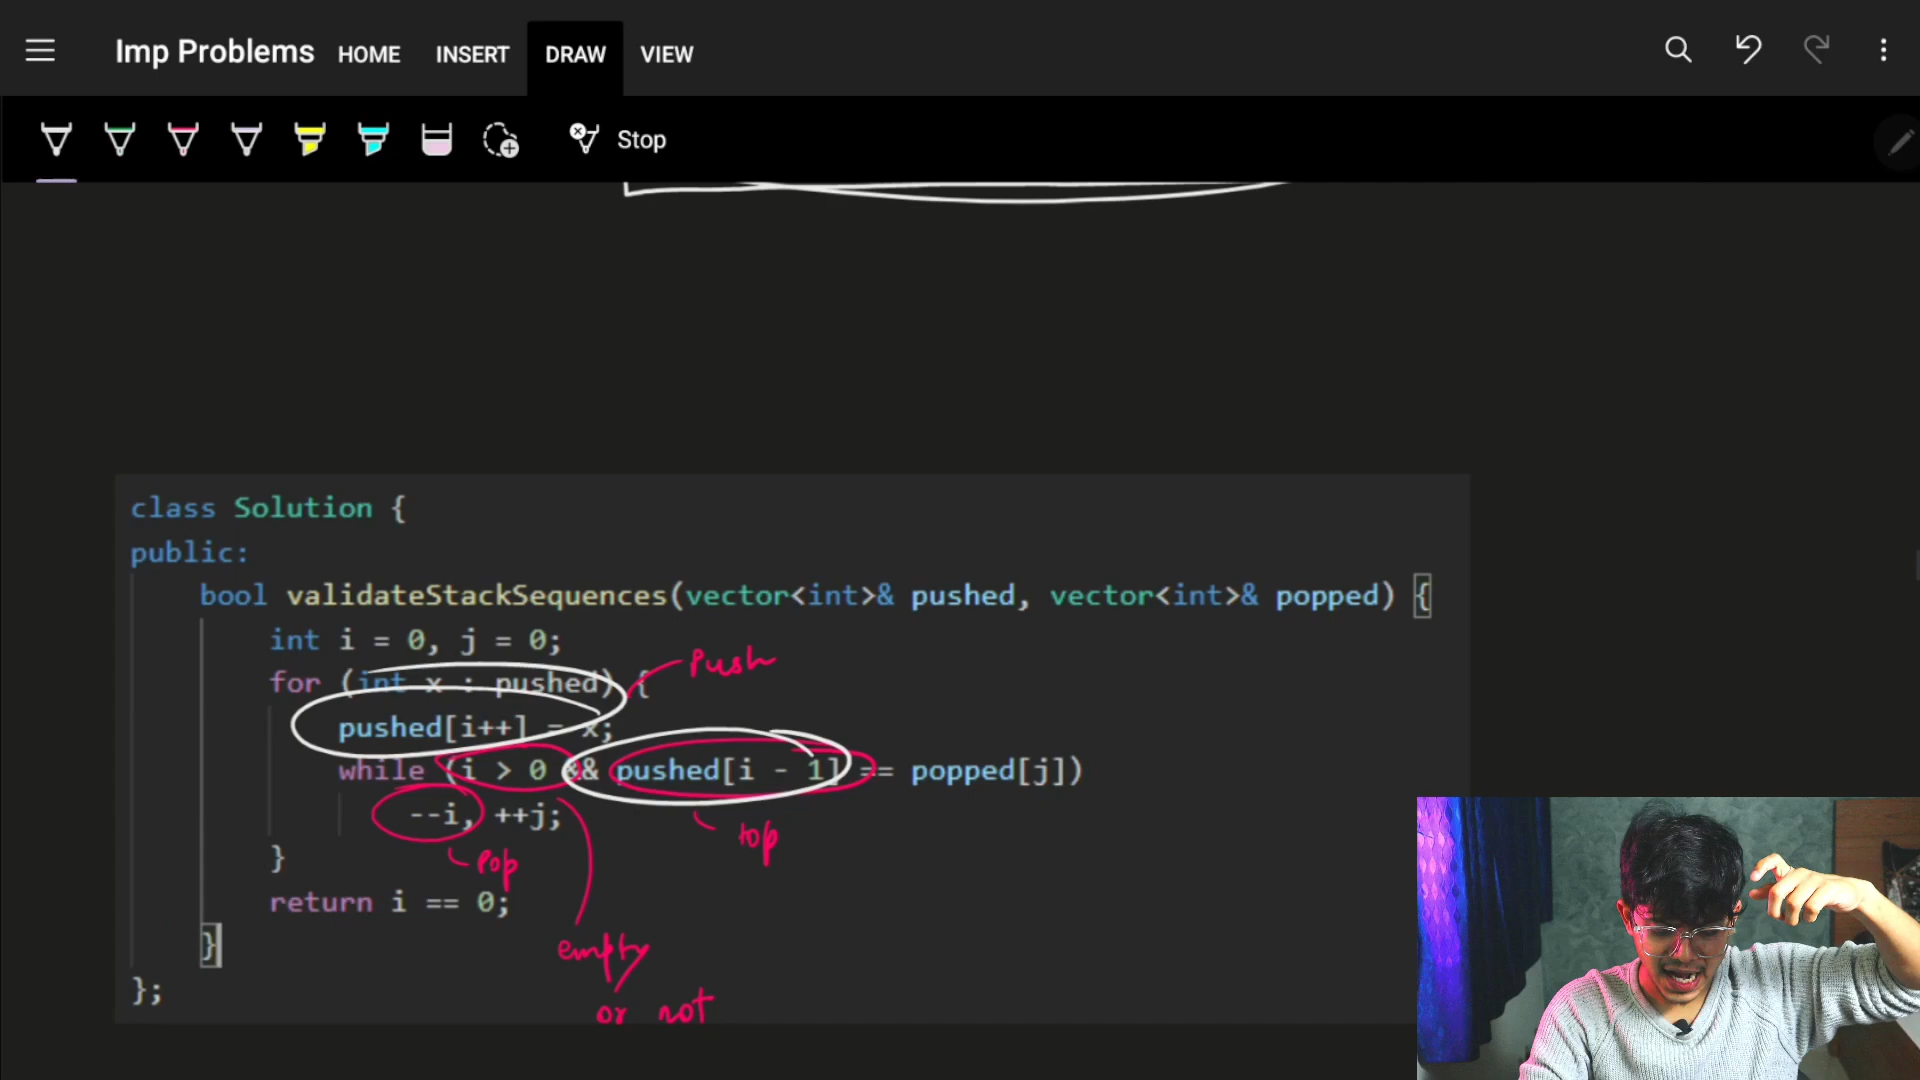 Imp Problems HOME INSERT DRAW VIEW
Stop
class Solution {
public:
bool validateStackSequences(vector<int>& pushed, vector<int>& popped) {
int i = 0, j = 0;
for (int x : pushed) {
Push
pushed[i++] = x;
while (i > 0 && pushed[i - 1] == popped[j])
--i, ++j;
top
}
Pop
return i == 0;
}
empty
or not
};